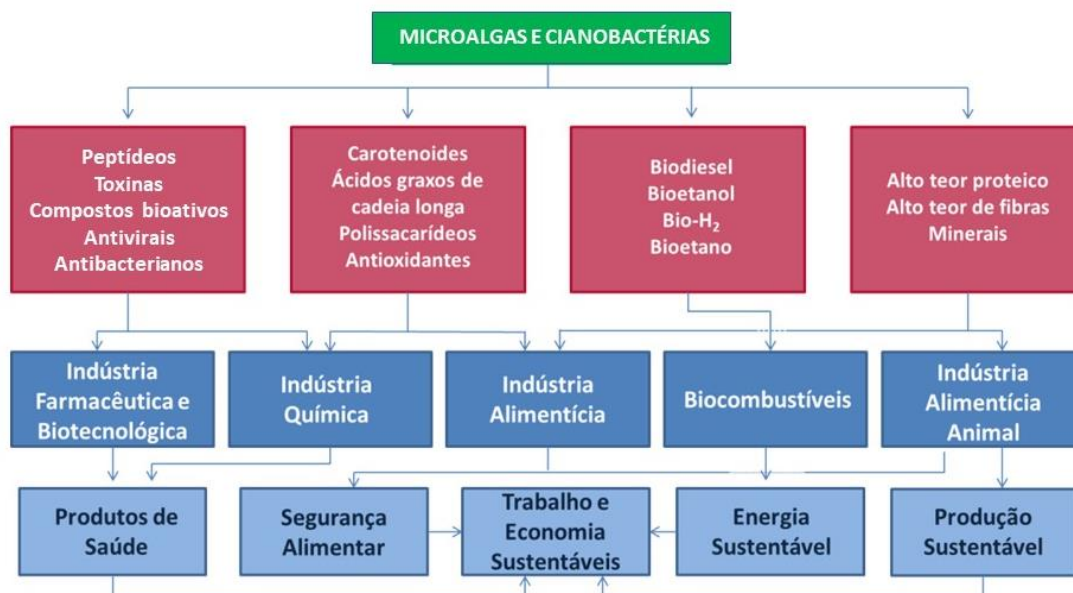 MICROALGAS E CIANOBACTÉRIAS
Peptídeos
Toxinas
Compostos bioativos
Antivirais
Antibacterianos
Carotenoides
Ácidos graxos de
cadeia longa
Polissacarídeos
Antioxidantes
Biodiesel
Bioetanol
Bio-H₂
Bioetano
Alto teor proteico
Alto teor de fibras
Minerais
Indústria
Farmacêutica e
Biotecnológica
Indústria
Química
Indústria
Alimentícia
Biocombustíveis
Indústria
Alimentícia
Animal
Produtos de
Saúde
Segurança
Alimentar
Trabalho e
Economia
Sustentáveis
Energia
Sustentável
Produção
Sustentável